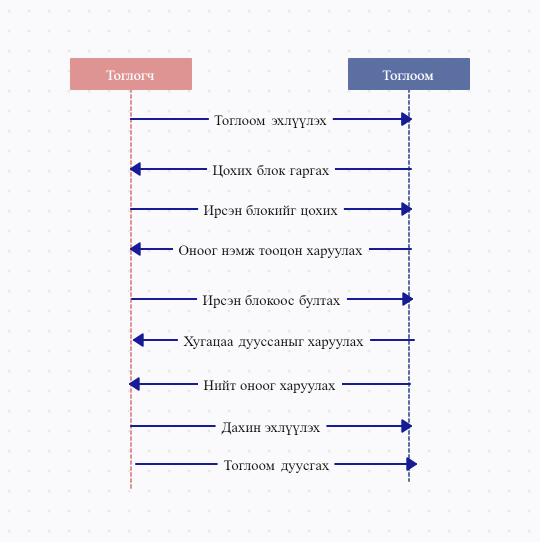 Тоглогч
Тоглоом
Тоглоом эхлүүлэх
Цохих блок гаргах
Ирсэн блокийг цохих
Оноог нэмж тооцон харуулах
Ирсэн блокоос бултах
Хугацаа дууссаныг харуулах
Нийт оноог харуулах
Дахин эхлүүлэх
Тоглоом дуусгах